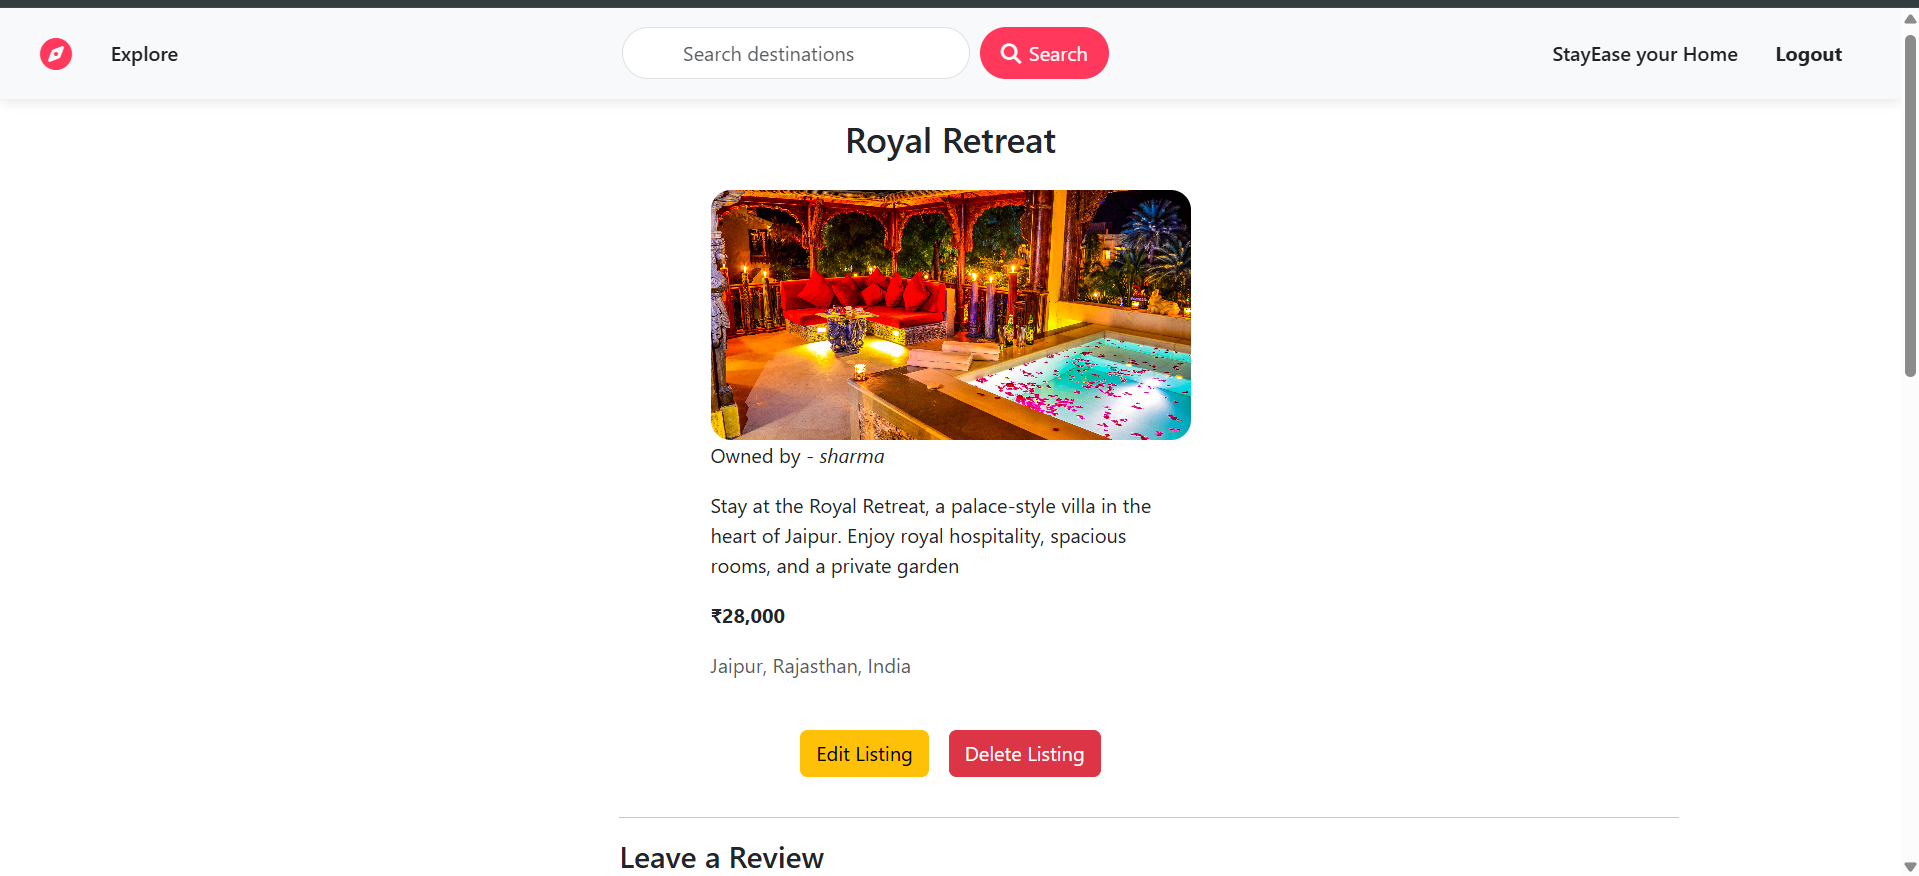 Explore
Search destinations
Search
StayEase your Home
Logout
Royal Retreat
Owned by - sharma
Stay at the Royal Retreat, a palace-style villa in the
heart of Jaipur. Enjoy royal hospitality, spacious
rooms, and a private garden
₹28,000
Jaipur, Rajasthan, India
Edit Listing
Delete Listing
Leave a Review